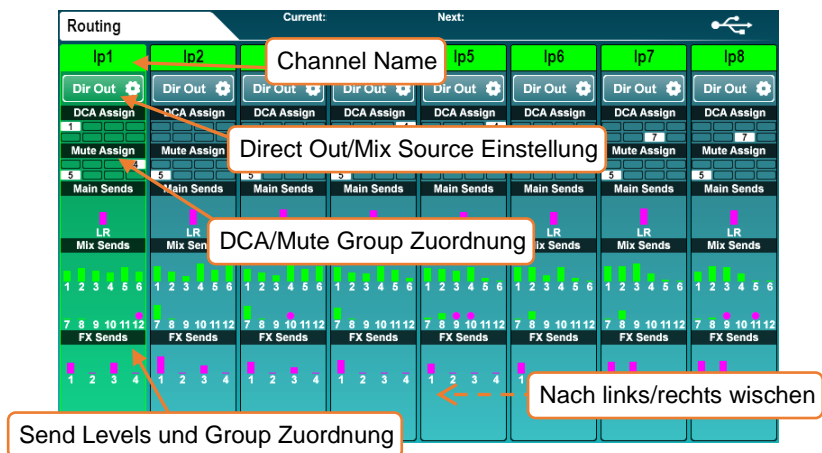 Routing Current: Next:
Ip1 Ip2 Channel Name Ip5 Ip6 Ip7 Ip8
Dir Out Dir Out Dir Out Dir Out Dir Out Dir Out Dir Out Dir Out
DCA Assign DCA Assign DCA Assign DCA Assign DCA Assign DCA Assign DCA Assign DCA Assign
1
7 7
Direct Out/Mix Source Einstellung
Mute Assign Mute Assign Mute Assign Mute Assign
4
5 5 5 5 5 5
Main Sends Main Sends Main Sends Main Sends Main Sends Main Sends Main Sends Main Sends
LR LR LR LR
DCA/Mute Group Zuordnung
Mix Sends Mix Sen Mix Sends Mix Sends Mix Sends
1 2 3 4 5 6 1 2 3 4 5 6 1 2 3 4 5 6 1 2 3 4 5 6 1 2 3 4 5 6 1 2 3 4 5 6 1 2 3 4 5 6 1 2 3 4 5 6
7 8 9 10 11 12 7 8 9 10 11 12 7 8 9 10 11 12 7 8 9 10 11 12 7 8 9 10 11 12 7 8 9 10 11 12 7 8 9 10 11 12 7 8 9 10 11 12
FX Sends FX Sends FX Sends FX Sends FX Sends FX Sends FX Sends FX Sends
1 2 3 4 1 2 3 4 1 2 3 4 1 2 3 4 1 2 3 4 1
Nach links/rechts wischen
Send Levels und Group Zuordnung